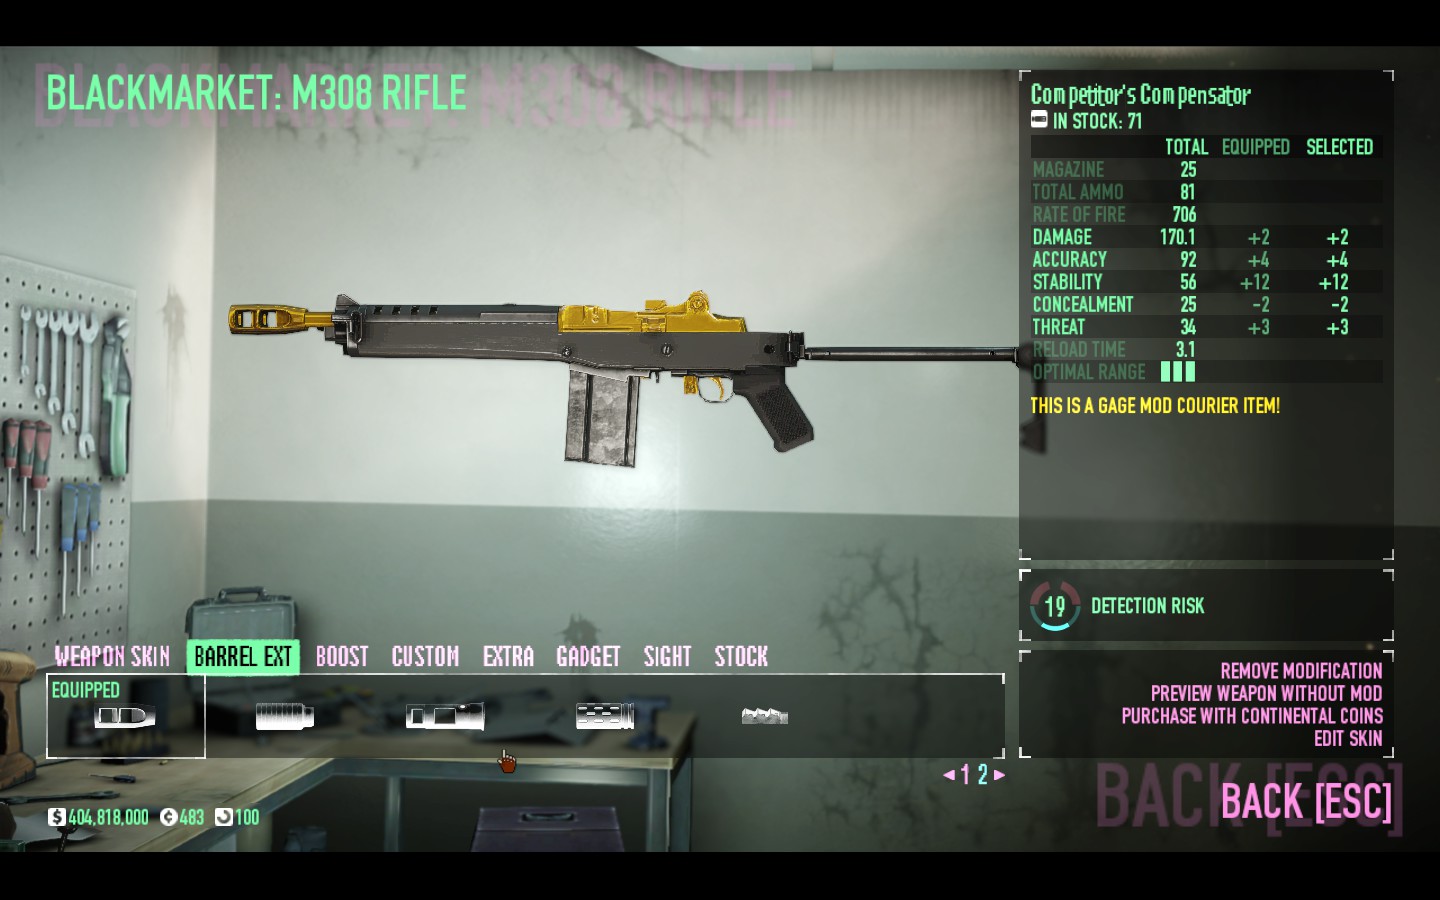 BLACKMARKET: M308 RIFLE
Competitor's Compensator
IN STOCK: 71
TOTAL EQUIPPED SELECTED
MAGAZINE 25
TOTAL AMMO 81
RATE OF FIRE 706
DAMAGE 170.1 +2 +2
ACCURACY 92 +4 +4
STABILITY 56 +12 +12
CONCEALMENT 25 -2 -2
THREAT 34 +3 +3
RELOAD TIME 3.1
OPTIMAL RANGE
THIS IS A GAGE MOD COURIER ITEM!
19 DETECTION RISK
WEAPON SKIN BARREL EXT BOOST CUSTOM EXTRA GADGET SIGHT STOCK
EQUIPPED
1 2
REMOVE MODIFICATION
PREVIEW WEAPON WITHOUT MOD
PURCHASE WITH CONTINENTAL COINS
EDIT SKIN
$404,818,000 483 100
BACK [ESC]
BACK [ESC]